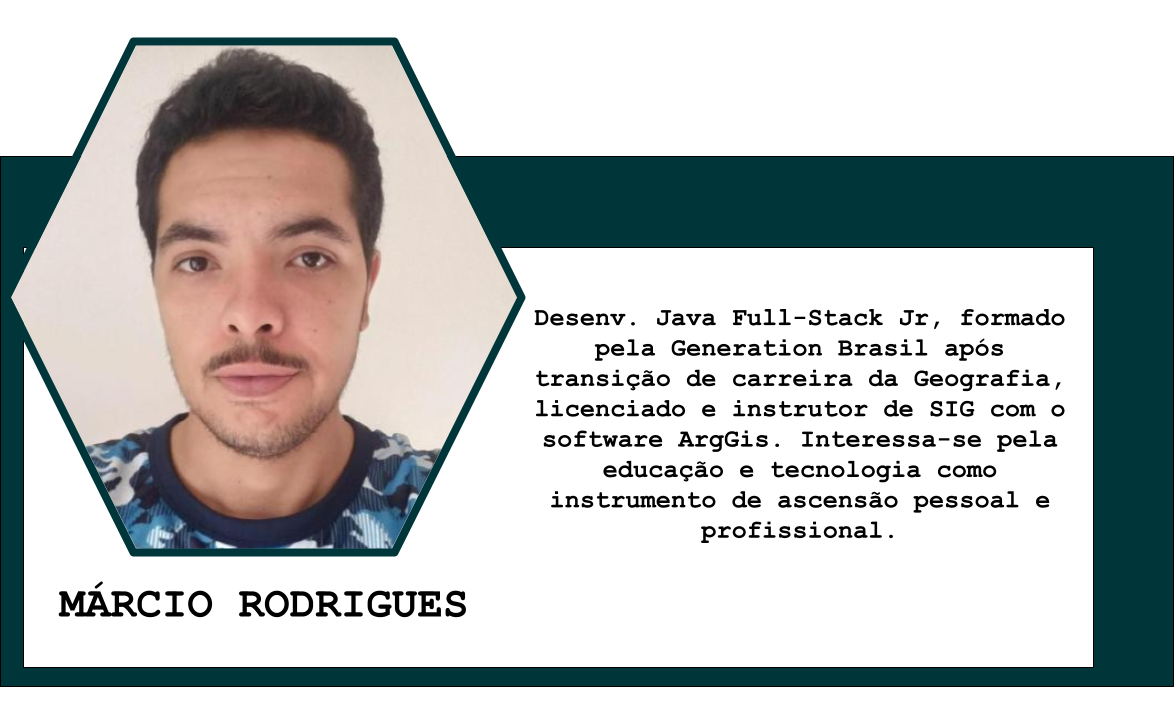 Desenv. Java Full-Stack Jr, formado
pela Generation Brasil após
transição de carreira da Geografia,
licenciado e instrutor de SIG com o
software ArgGis. Interessa-se pela
educação e tecnologia como
instrumento de ascensão pessoal e
profissional.
MÁRCIO RODRIGUES